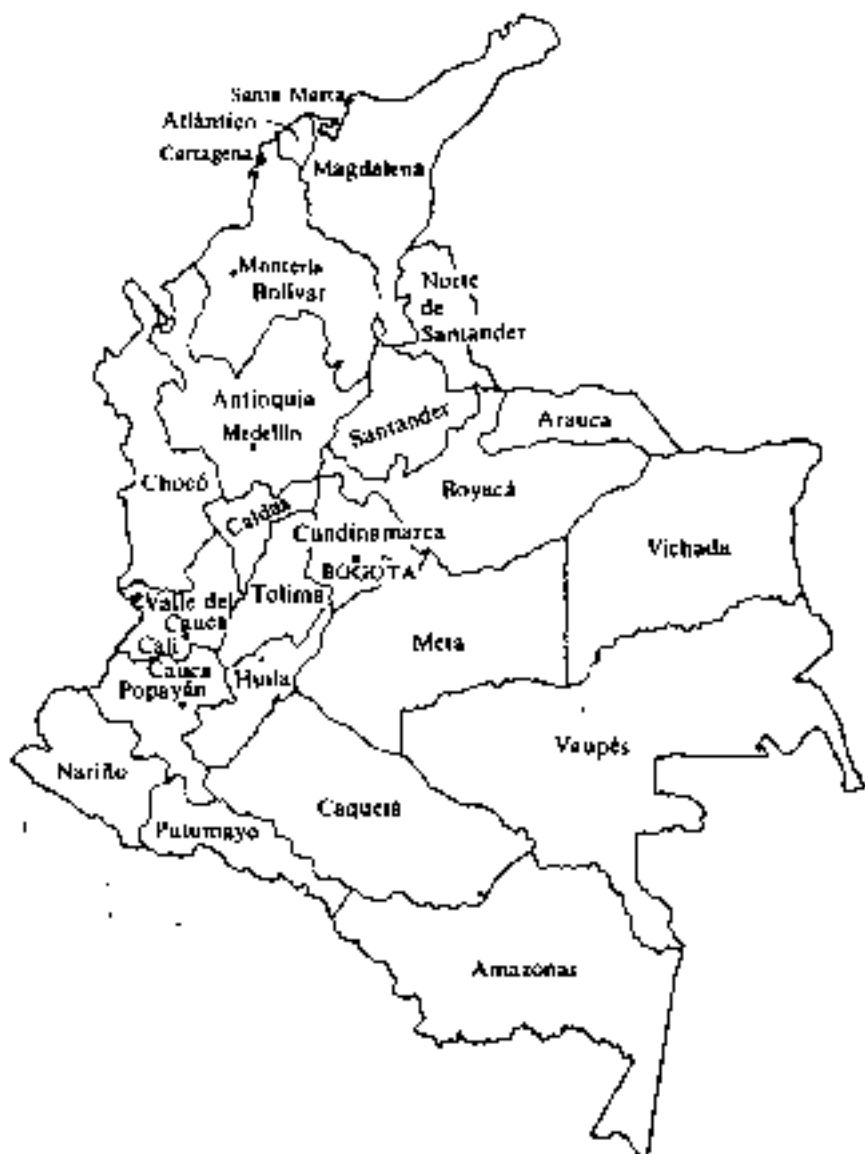 Santa Marta
Atlántico
Cartagena
Magdalena
Montería
Bolívar
Norte
de
Santander
Antioquia
Medellín
Santander
Arauca
Chocó
Caldas
Boyacá
Cundinamarca
BOGOTA
Vichada
Tolima
Valle del
Cauca
Cali
Cauca
Popayán
Huila
Meta
Nariño
Vaupés
Caquetá
Putumayo
Amazonas